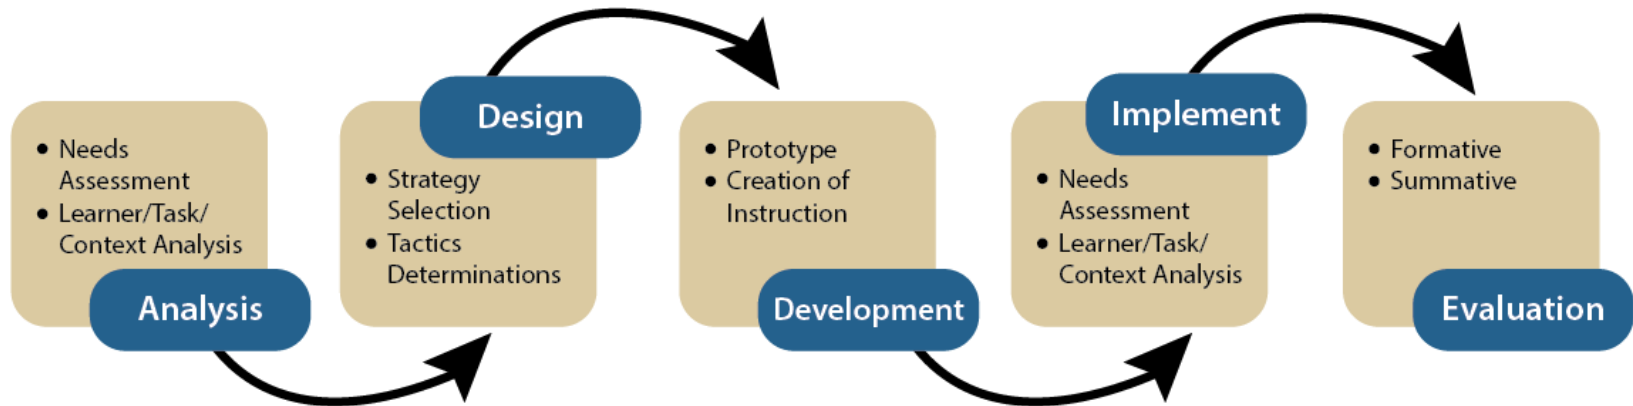 • Needs
Assessment
• Learner/Task/
Context Analysis
Analysis
Design
• Strategy
Selection
• Tactics
Determinations
• Prototype
• Creation of
Instruction
Development
Implement
• Needs
Assessment
• Learner/Task/
Context Analysis
• Formative
• Summative
Evaluation